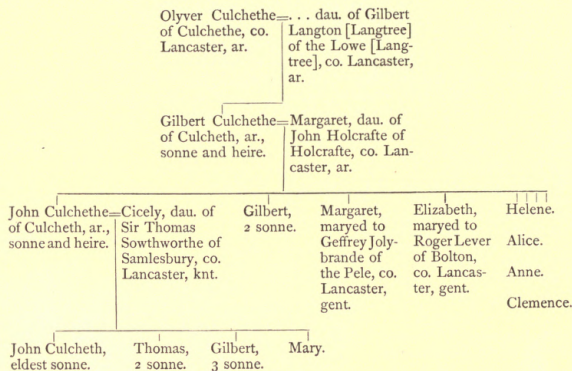 Olyver Culchethe=. . . dau. of Gilbert
of Culchethe, co.
Lancaster, ar.
Langton [Langtree]
of the Lowe [Lang-
tree], co. Lancaster,
ar.
Gilbert Culchethe=Margaret, dau. of
of Culcheth, ar.,
sonne and heire.
John Holcrafte of
Holcrafte, co. Lan-
caster, ar.
John Culchethe=Cicely, dau. of
of Culcheth, ar.,
sonne and heire.
Sir Thomas
Sowthworthe of
Samlesbury, co.
Lancaster, knt.
Gilbert,
2 sonne.
Margaret,
maryed to
Geffrey Joly-
brande of
the Pele, co.
Lancaster,
gent.
Elizabeth,
maryed to
Roger Lever
of Bolton,
co. Lancas-
ter, gent.
Helene.
Alice.
Anne.
Clemence.
John Culcheth,
eldest sonne.
Thomas,
2 sonne.
Gilbert,
3 sonne.
Mary.